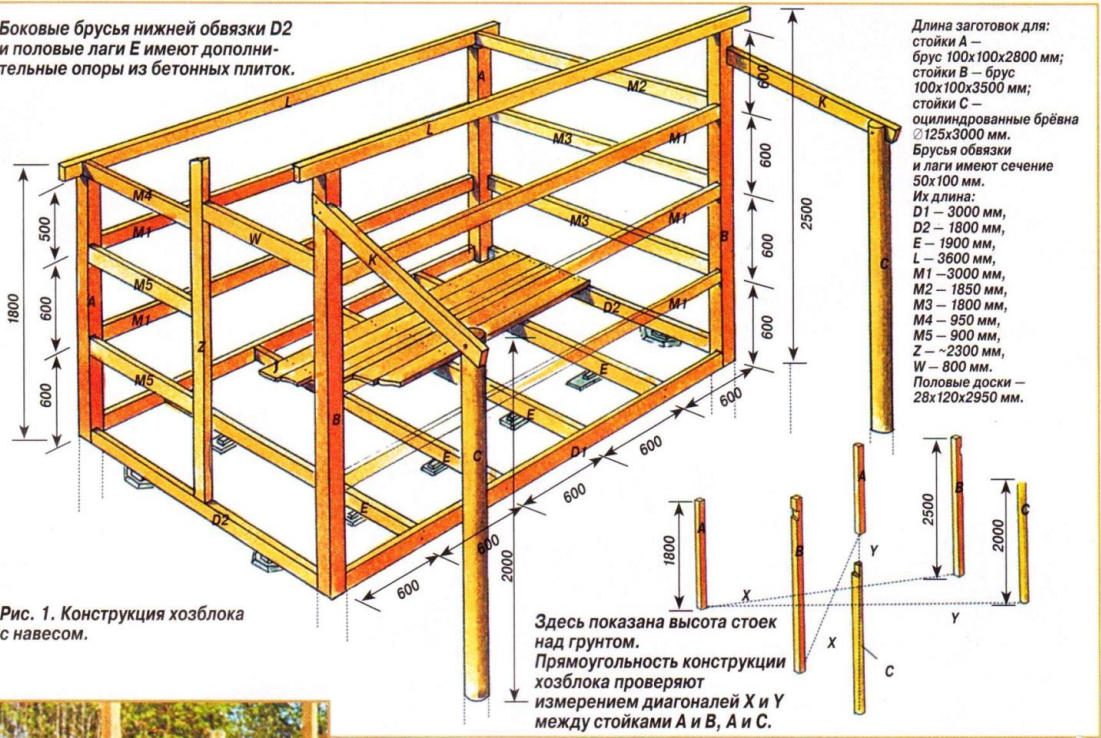 Боковые брусья нижней обвязки D2
и половые лаги E имеют дополни-
тельные опоры из бетонных плиток.
Длина заготовок для:
стойки A —
брус 100x100x2800 мм;
стойки B — брус
100x100x3500 мм;
стойки C —
оцилиндрованные брёвна
∅125x3000 мм.
Брусья обвязки
и лаги имеют сечение
50x100 мм.
Их длина:
D1 — 3000 мм,
D2 — 1800 мм,
E — 1900 мм,
L — 3600 мм,
M1 —3000 мм,
M2 — 1850 мм,
M3 — 1800 мм,
M4 — 950 мм,
M5 — 900 мм,
Z — ~2300 мм,
W — 800 мм.
Половые доски —
28x120x2950 мм.
L
L
A
M2
600
K
M3
M1
600
M4
M1
W
K
M3
M1
B
600
2500
C
500
1800
600
600
A
M5
M1
Z
M5
D2
M1
600
E
E
E
E
B
C
D1
D2
600
600
600
600
600
2000
A
1800
B
A
Y
2500
B
2000
C
X
Y
X
C
Рис. 1. Конструкция хозблока
с навесом.
Здесь показана высота стоек
над грунтом.
Прямоугольность конструкции
хозблока проверяют
измерением диагоналей X и Y
между стойками A и B, A и C.